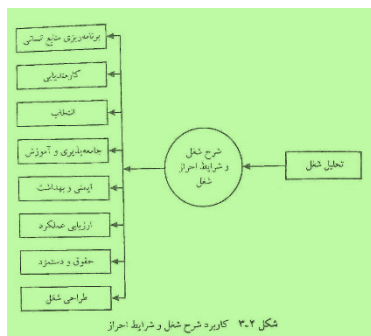 تحلیل شغل
شرح شغل
و شرایط احراز
شغل
برنامه‌ریزی منابع انسانی
کارمندیابی
انتخاب
جامعه‌پذیری و آموزش
ایمنی و بهداشت
ارزیابی عملکرد
حقوق و دستمزد
طراحی شغل
شکل ۲-۳ کاربرد شرح شغل و شرایط احراز